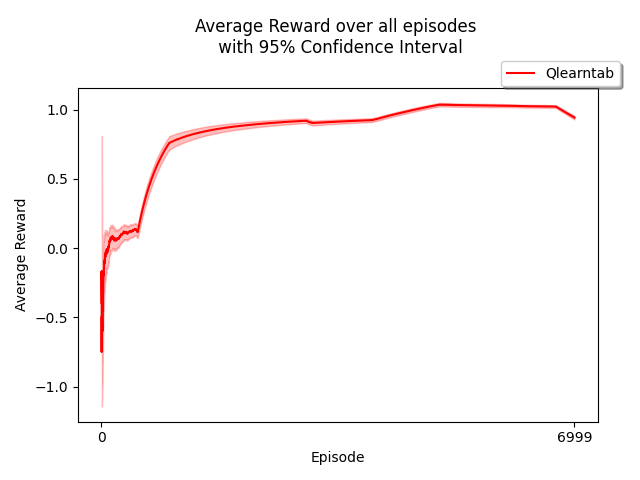 Average Reward over all episodes
with 95% Confidence Interval
Qlearntab
1.0
0.5
0.0
−0.5
−1.0
Average Reward
0
6999
Episode